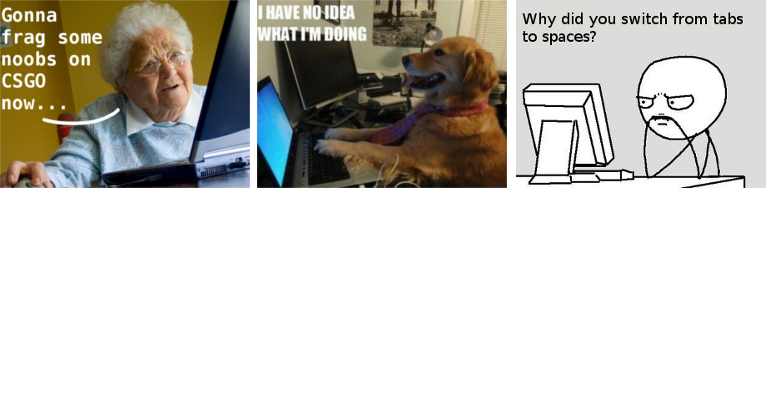 Gonna
frag some
noobs on
CSGO
now...
I HAVE NO IDEA
WHAT I'M DOING
Why did you switch from tabs
to spaces?